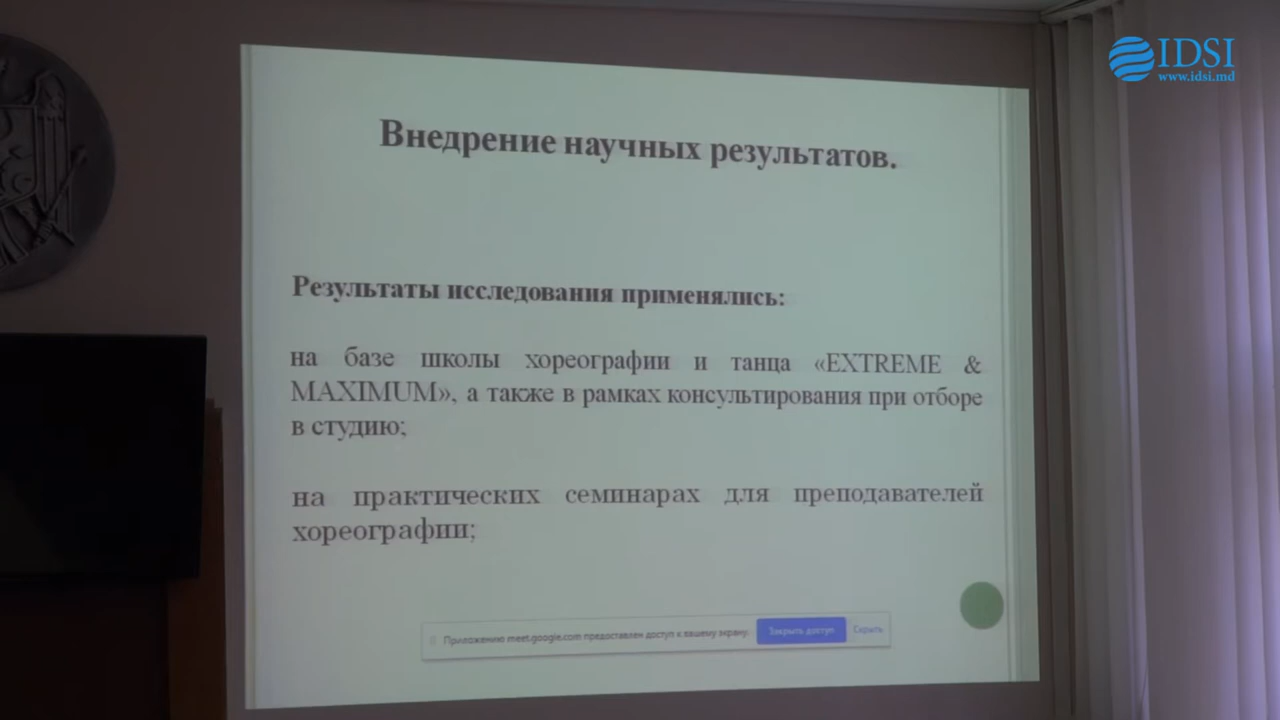 IDSI
www.idsi.md
Внедрение научных результатов.
Результаты исследования применялись:
на базе школы хореографии и танца «EXTREME &
MAXIMUM», а также в рамках консультирования при отборе
в студию;
на практических семинарах для преподавателей
хореографии;
Приложению meet.google.com предоставлен доступ к вашему экрану.
Закрыть доступ
Скрыть